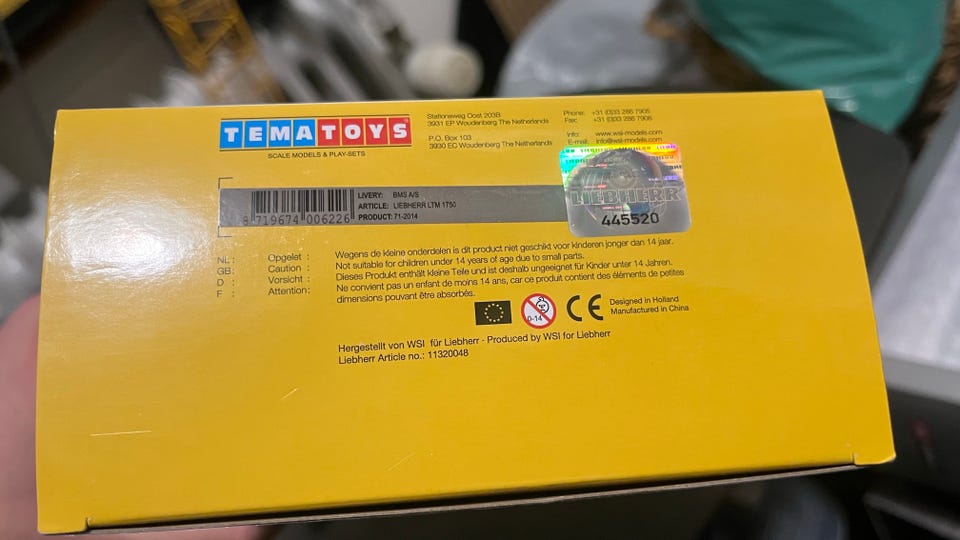 TEMATOYS
SCALE MODELS & PLAY-SETS
Stationsweg Oost 203B
3931 EP Woudenberg The Netherlands
P.O. Box 103
3930 EC Woudenberg The Netherlands
Phone: +31 (0)33 286 7905
Fax: +31 (0)33 286 7906
Info: www.wsi-models.com
E-mail: info@wsi-models.com
LIEBHERR
445520
8 719674 006226
LIVERY: BMS A/S
ARTICLE: LIEBHERR LTM 1750
PRODUCT: 71-2014
NL : Opgelet : Wegens de kleine onderdelen is dit product niet geschikt voor kinderen jonger dan 14 jaar.
GB : Caution : Not suitable for children under 14 years of age due to small parts.
D : Vorsicht : Dieses Produkt enthält kleine Teile und ist deshalb ungeeignet für Kinder unter 14 Jahren.
F : Attention: Ne convient pas un enfant de moins 14 ans, car ce produit contient des éléments de petites
dimensions pouvant être absorbés.
0-14
CE
Designed in Holland
Manufactured in China
Hergestellt von WSI für Liebherr - Produced by WSI for Liebherr
Liebherr Article no.: 11320048